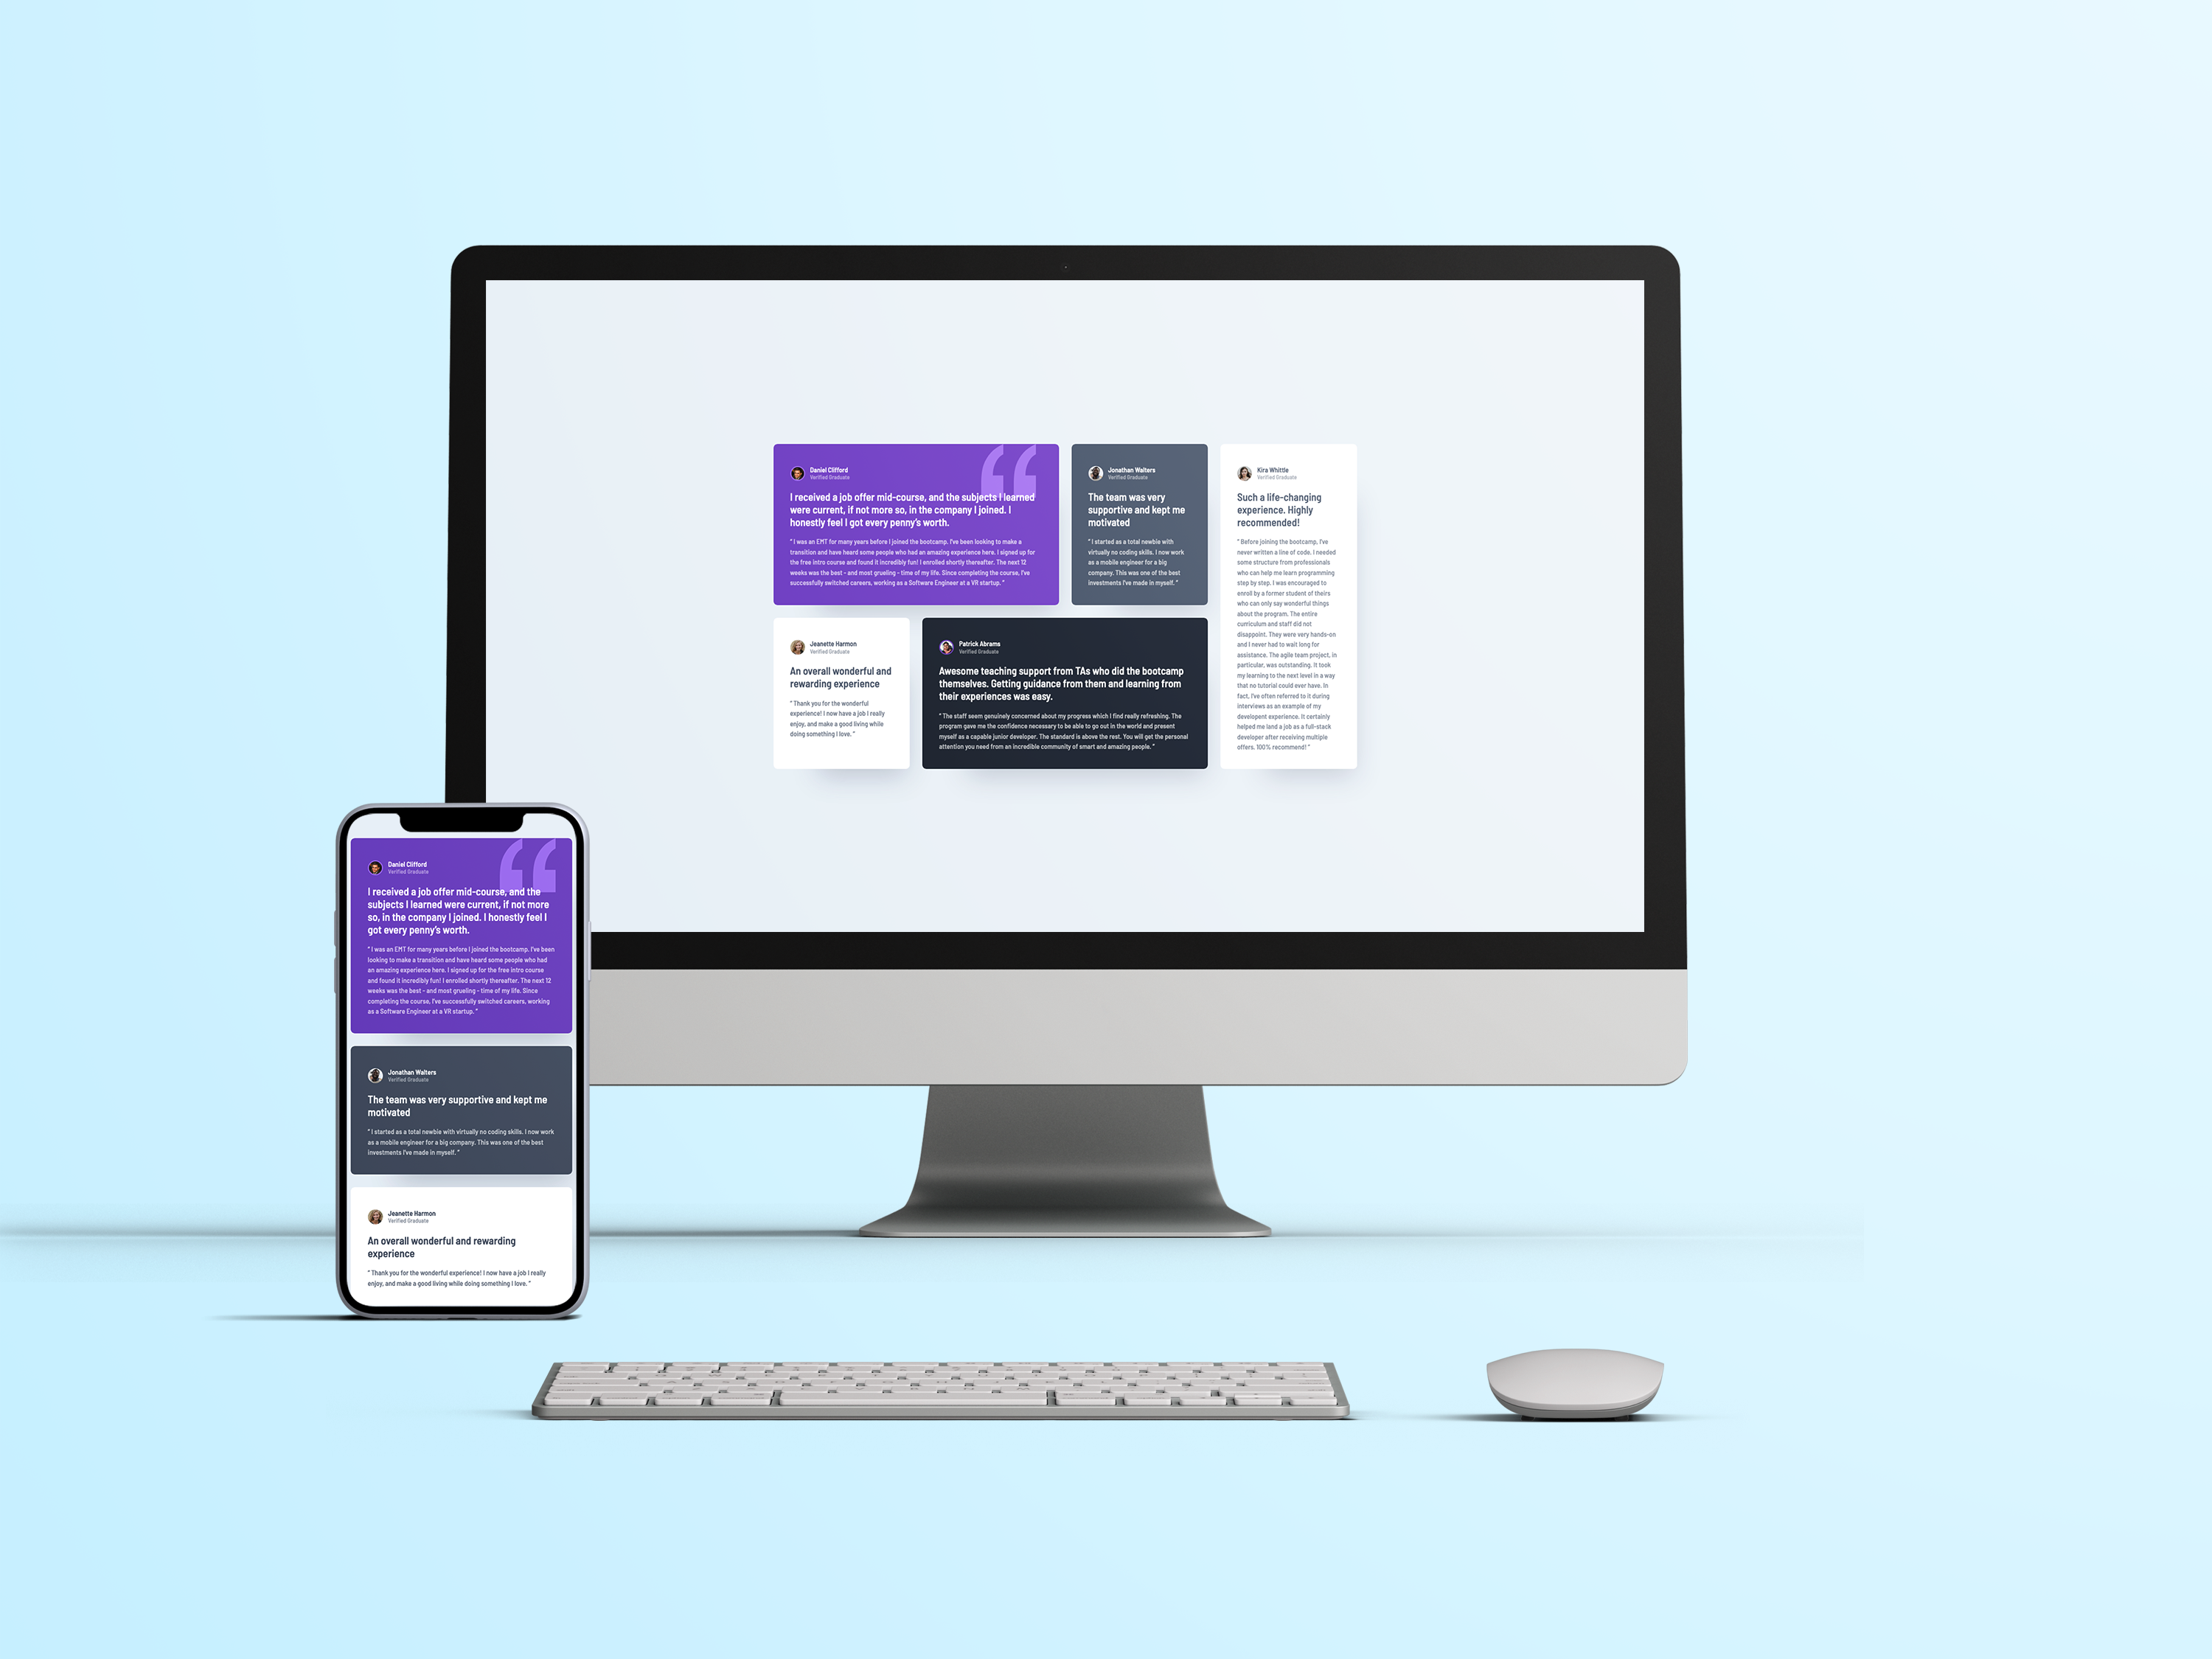 Daniel Clifford
Verified Graduate
I received a job offer mid-course, and the subjects I learned
were current, if not more so, in the company I joined. I
honestly feel I got every penny’s worth.
“ I was an EMT for many years before I joined the bootcamp. I’ve been looking to make a
transition and have heard some people who had an amazing experience here. I signed up for
the free intro course and found it incredibly fun! I enrolled shortly thereafter. The next 12
weeks was the best - and most grueling - time of my life. Since completing the course, I’ve
successfully switched careers, working as a Software Engineer at a VR startup. ”
Jonathan Walters
Verified Graduate
The team was very
supportive and kept me
motivated
“ I started as a total newbie with
virtually no coding skills. I now work
as a mobile engineer for a big
company. This was one of the best
investments I’ve made in myself. ”
Kira Whittle
Verified Graduate
Such a life-changing
experience. Highly
recommended!
“ Before joining the bootcamp, I’ve
never written a line of code. I needed
some structure from professionals
who can help me learn programming
step by step. I was encouraged to
enroll by a former student of theirs
who can only say wonderful things
about the program. The entire
curriculum and staff did not
disappoint. They were very hands-on
and I never had to wait long for
assistance. The agile team project, in
particular, was outstanding. It took
my learning to the next level in a way
that no tutorial could ever have. In
fact, I’ve often referred to it during
interviews as an example of my
developent experience. It certainly
helped me land a job as a full-stack
developer after receiving multiple
offers. 100% recommend! ”
Jeanette Harmon
Verified Graduate
An overall wonderful and
rewarding experience
“ Thank you for the wonderful
experience! I now have a job I really
enjoy, and make a good living while
doing something I love. ”
Patrick Abrams
Verified Graduate
Awesome teaching support from TAs who did the bootcamp
themselves. Getting guidance from them and learning from
their experiences was easy.
“ The staff seem genuinely concerned about my progress which I find really refreshing. The
program gave me the confidence necessary to be able to go out in the world and present
myself as a capable junior developer. The standard is above the rest. You will get the personal
attention you need from an incredible community of smart and amazing people. ”
Daniel Clifford
Verified Graduate
I received a job offer mid-course, and the
subjects I learned were current, if not more
so, in the company I joined. I honestly feel I
got every penny’s worth.
“ I was an EMT for many years before I joined the bootcamp. I’ve been
looking to make a transition and have heard some people who had
an amazing experience here. I signed up for the free intro course
and found it incredibly fun! I enrolled shortly thereafter. The next 12
weeks was the best - and most grueling - time of my life. Since
completing the course, I’ve successfully switched careers, working
as a Software Engineer at a VR startup. ”
Jonathan Walters
Verified Graduate
The team was very supportive and kept me
motivated
“ I started as a total newbie with virtually no coding skills. I now work
as a mobile engineer for a big company. This was one of the best
investments I’ve made in myself. ”
Jeanette Harmon
Verified Graduate
An overall wonderful and rewarding
experience
“ Thank you for the wonderful experience! I now have a job I really
enjoy, and make a good living while doing something I love. ”